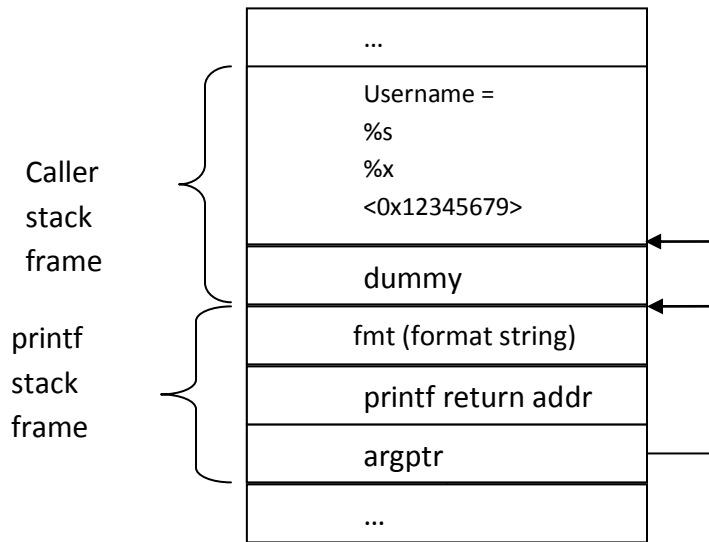 ...
Username =
%s
%x
<0x12345679>
Caller
stack
frame
dummy
fmt (format string)
printf
stack
frame
printf return addr
argptr
...